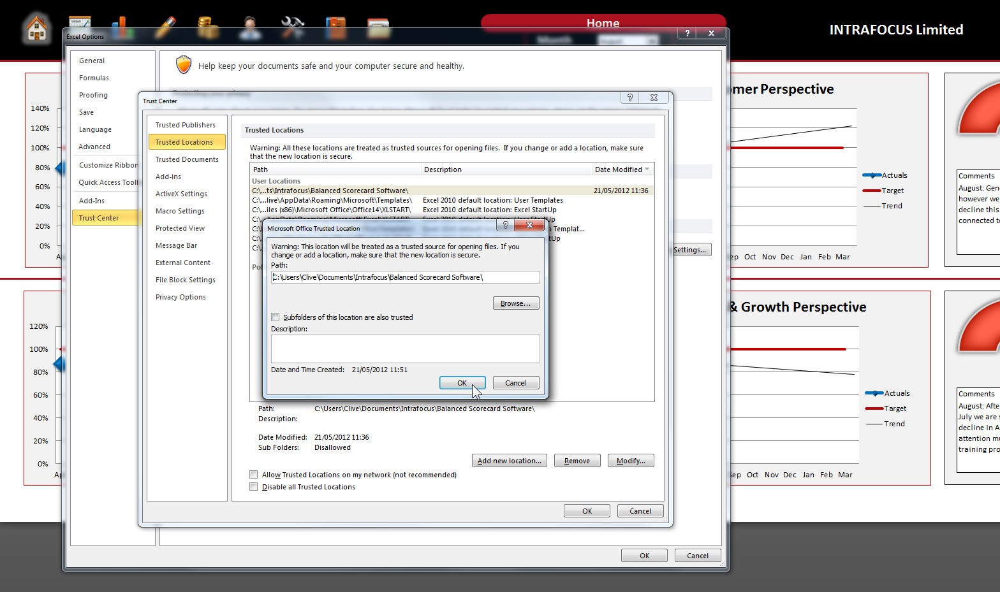 Home
INTRAFOCUS Limited
Month
Excel Options
?
General
Formulas
Proofing
Save
Language
Advanced
Customize Ribbon
Quick Access Tool
Add-Ins
Trust Center
Help keep your documents safe and your computer secure and healthy.
Settings...
OK
Cancel
Trust Center
?
Trusted Publishers
Trusted Locations
Trusted Documents
Add-ins
ActiveX Settings
Macro Settings
Protected View
Message Bar
External Content
File Block Settings
Privacy Options
Trusted Locations
Warning: All these locations are treated as trusted sources for opening files. If you change or add a location, make sure
that the new location is secure.
Path Description Date Modified
User Locations
C:\...ts\Intrafocus\Balanced Scorecard Software\ 21/05/2012 11:36
C:\...live\AppData\Roaming\Microsoft\Templates\ Excel 2010 default location: User Templates
C:\...iles (x86)\Microsoft Office\Office14\XLSTART\ Excel 2010 default location: Excel StartUp
Microsoft Office Trusted Location
?
Warning: This location will be treated as a trusted source for opening files. If you
change or add a location, make sure that the new location is secure.
Path:
C:\Users\Clive\Documents\Intrafocus\Balanced Scorecard Software\
Browse...
Subfolders of this location are also trusted
Description:
Date and Time Created: 21/05/2012 11:51
OK
Cancel
Path: C:\Users\Clive\Documents\Intrafocus\Balanced Scorecard Software\
Description:
Date Modified: 21/05/2012 11:36
Sub Folders: Disallowed
Add new location...
Remove
Modify...
Allow Trusted Locations on my network (not recommended)
Disable all Trusted Locations
OK
Cancel
140%
120%
100%
80%
60%
40%
20%
0%
mer Perspective
Actuals
Target
Trend
ep Oct Nov Dec Jan Feb Mar
Comments
August: Gen
however we
decline this
connected to
120%
100%
80%
60%
40%
20%
0%
Ap
& Growth Perspective
Actuals
Target
Trend
Sep Oct Nov Dec Jan Feb Mar
Comments
August: Afte
July we are s
decline in A
attention mu
training pro